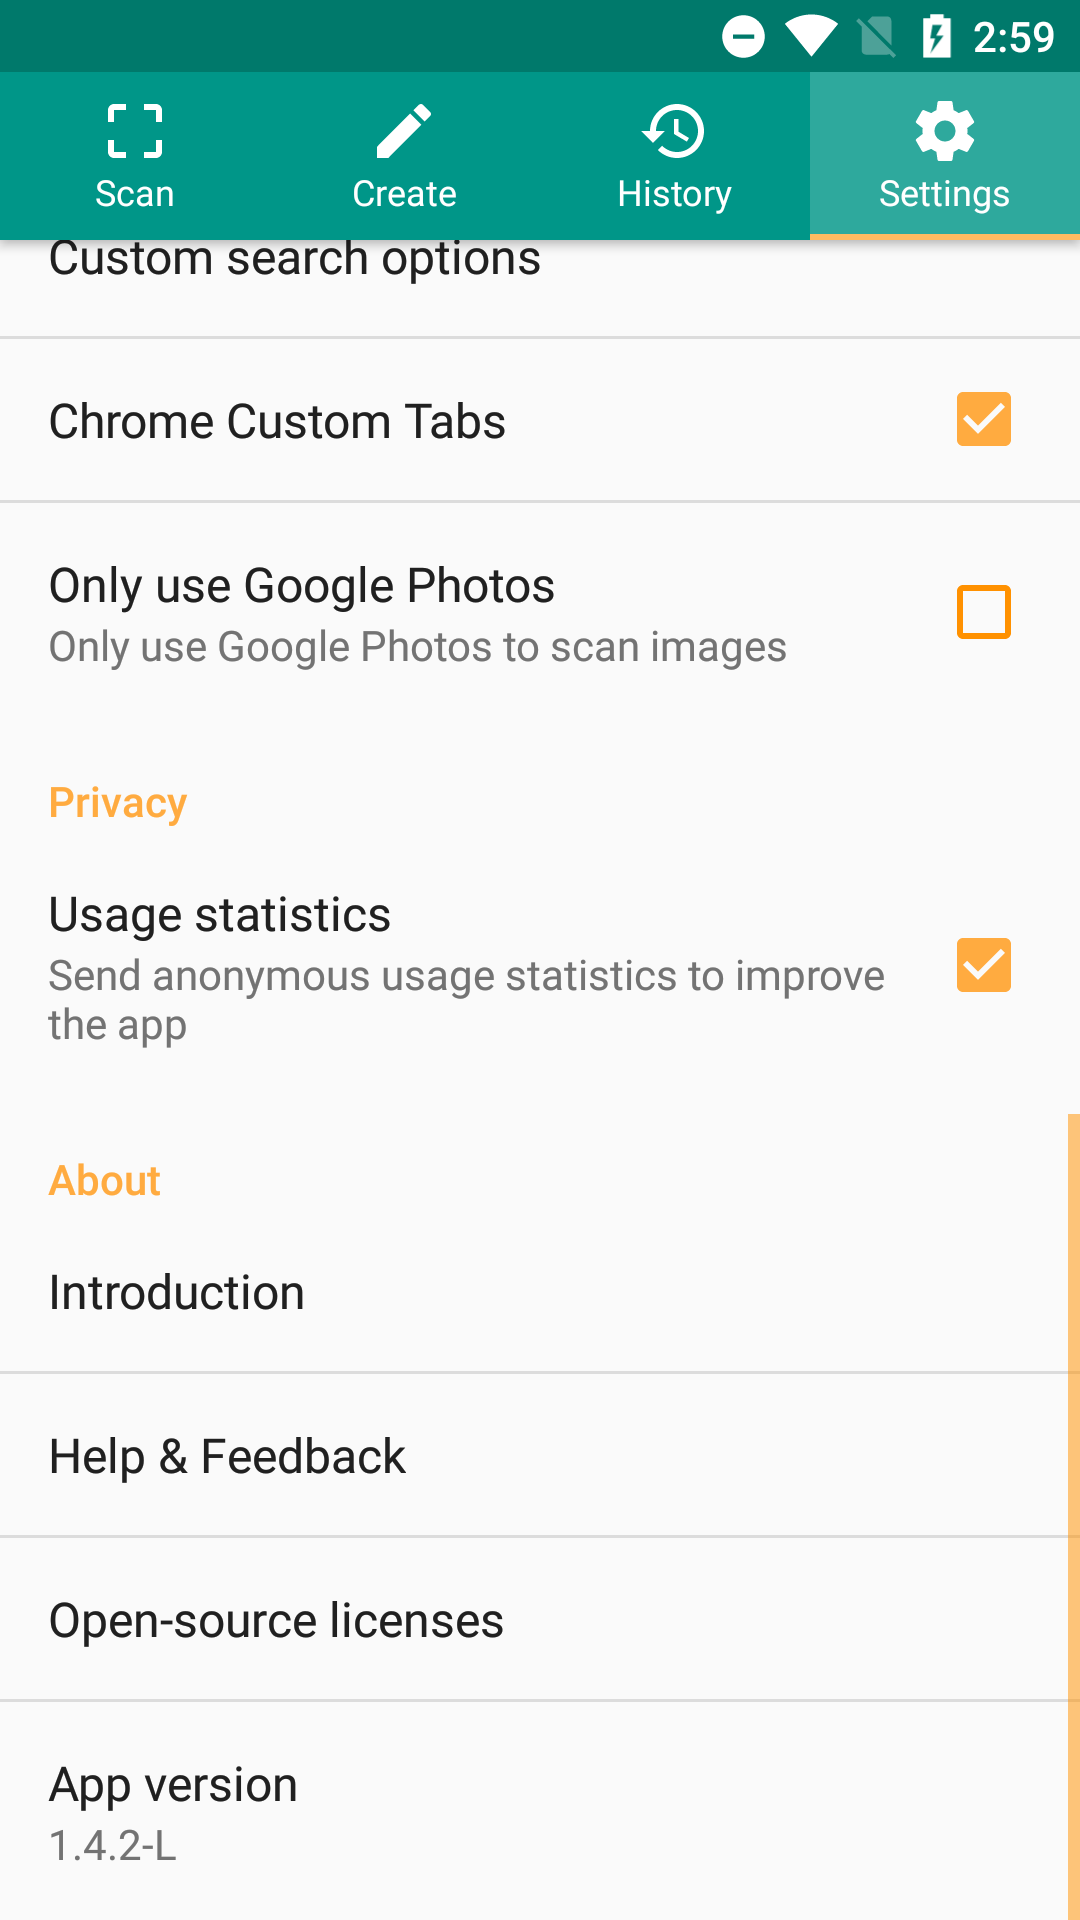 2:59
Scan
Create
History
Settings
Custom search options
Chrome Custom Tabs
Only use Google Photos
Only use Google Photos to scan images
Privacy
Usage statistics
Send anonymous usage statistics to improve
the app
About
Introduction
Help & Feedback
Open-source licenses
App version
1.4.2-L